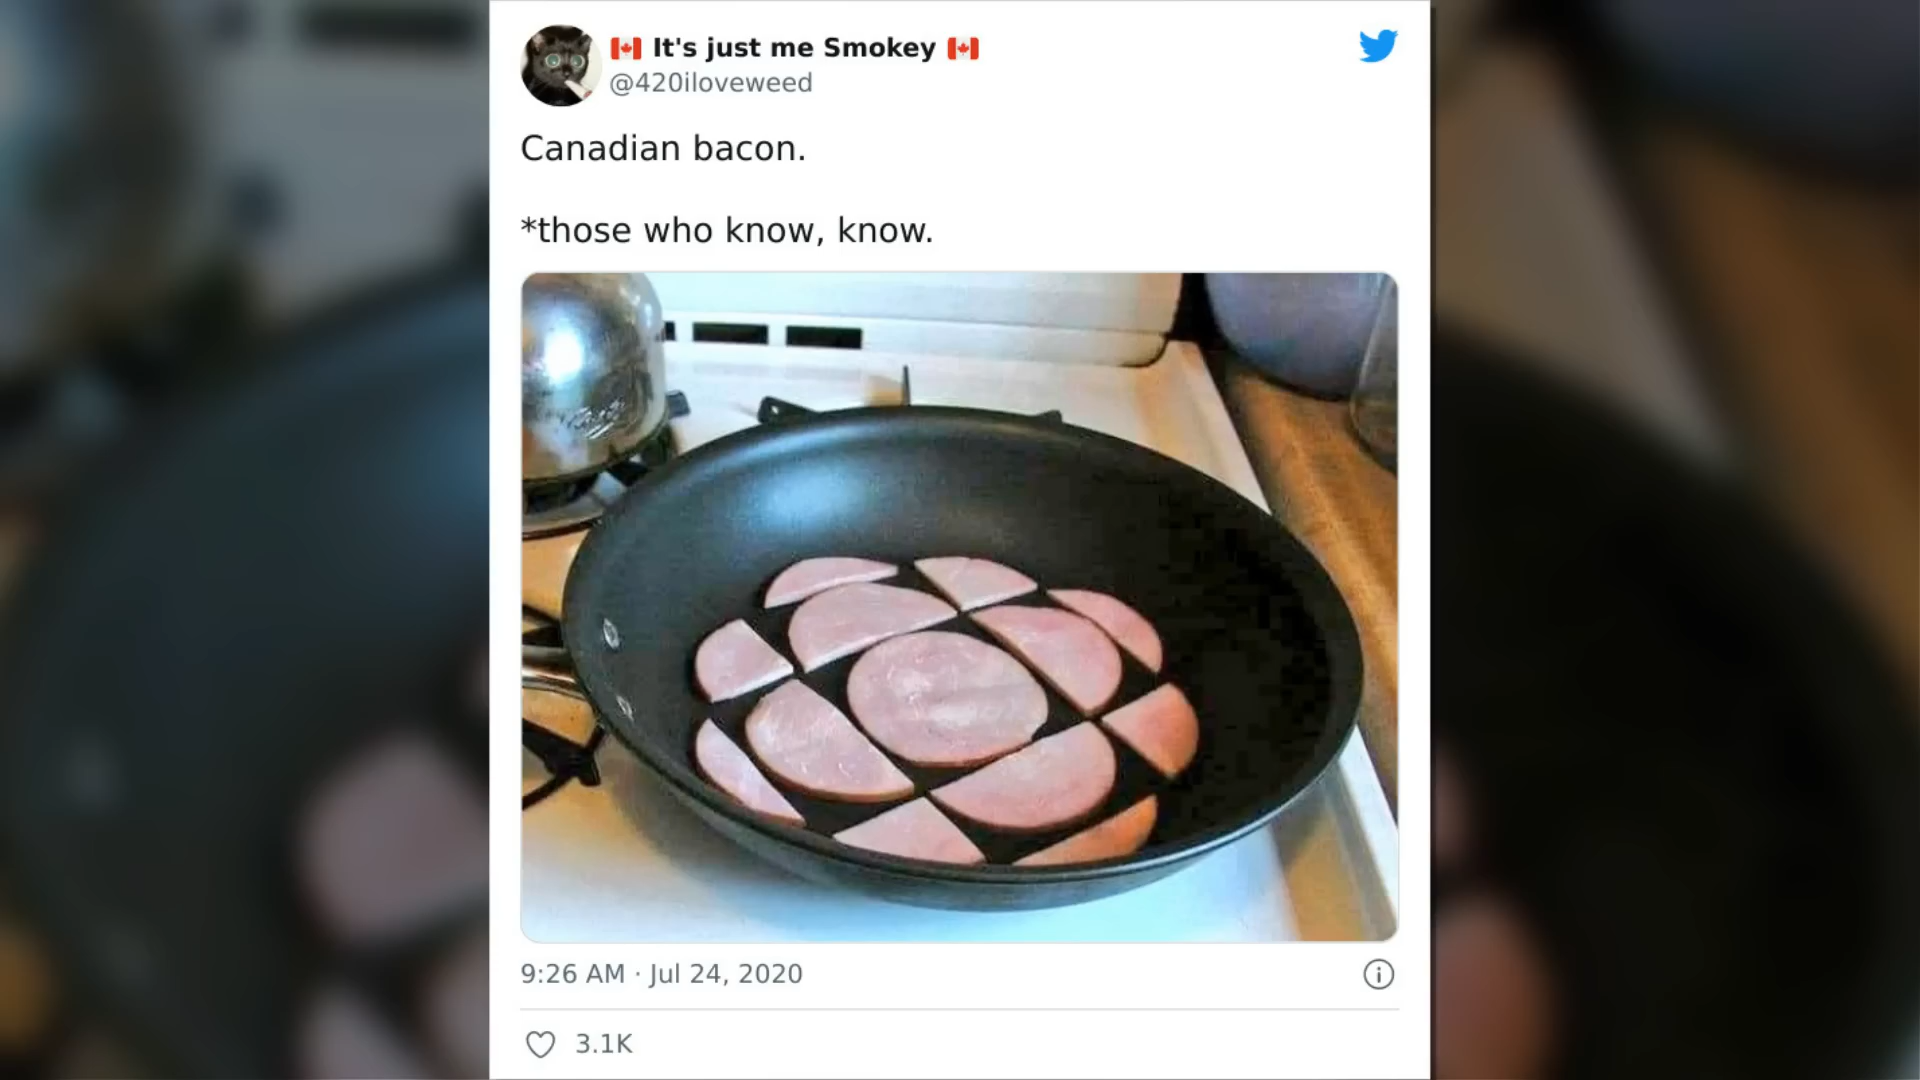 🇨🇦 It's just me Smokey 🇨🇦
@420iloveweed
Canadian bacon.
*those who know, know.
9:26 AM · Jul 24, 2020
3.1K